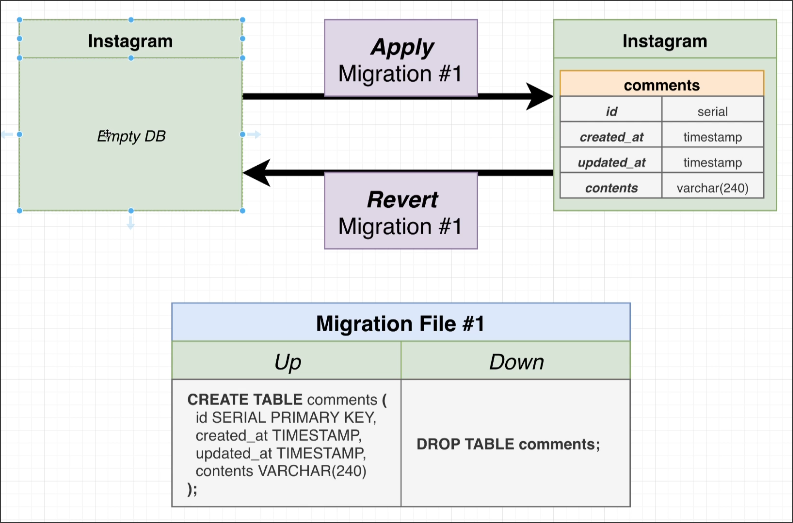 Instagram
Empty DB
Apply
Migration #1
Revert
Migration #1
Instagram
comments
id serial
created_at timestamp
updated_at timestamp
contents varchar(240)
Migration File #1
Up Down
CREATE TABLE comments (
id SERIAL PRIMARY KEY,
created_at TIMESTAMP,
updated_at TIMESTAMP,
contents VARCHAR(240)
);
DROP TABLE comments;